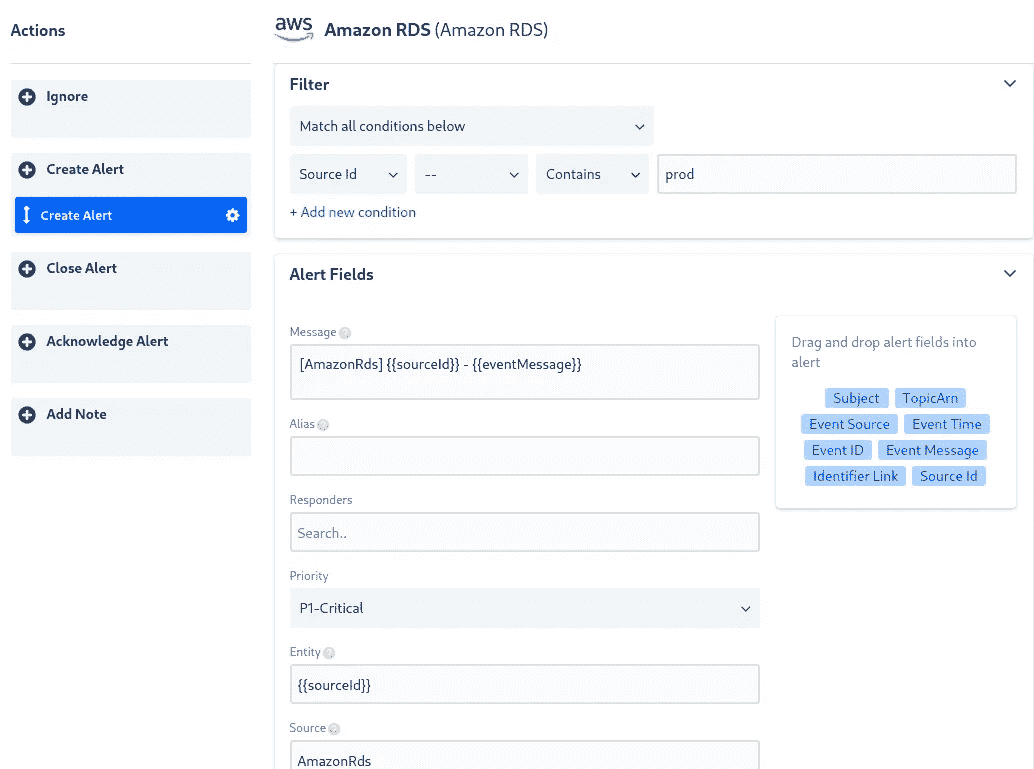 Actions
Ignore
Create Alert
Create Alert
Close Alert
Acknowledge Alert
Add Note
aws
Amazon RDS (Amazon RDS)
Filter
Match all conditions below
Source Id -- Contains prod
+ Add new condition
Alert Fields
Message ?
[AmazonRds] {{sourceId}} - {{eventMessage}}
Alias ?
Responders
Search..
Priority
P1-Critical
Entity ?
{{sourceId}}
Source ?
AmazonRds
Drag and drop alert fields into
alert
Subject TopicArn
Event Source Event Time
Event ID Event Message
Identifier Link Source Id